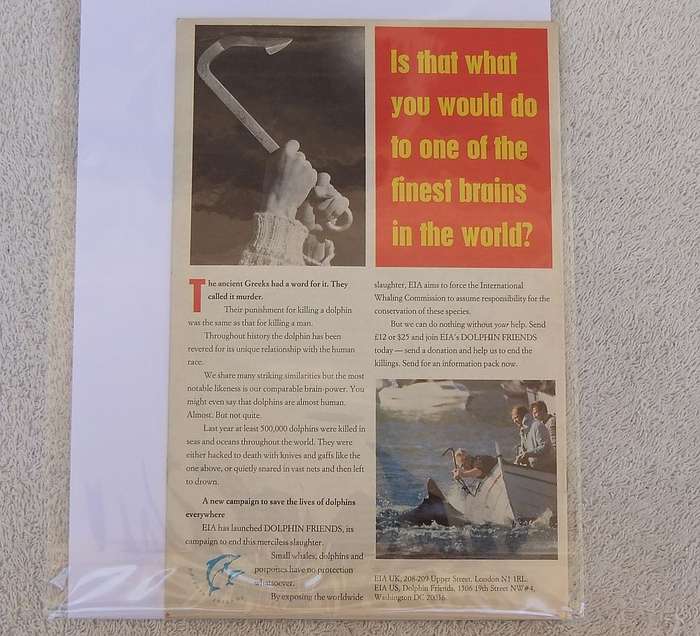 Is that what
you would do
to one of the
finest brains
in the world?
The ancient Greeks had a word for it. They
called it murder.
Their punishment for killing a dolphin
was the same as that for killing a man.
Throughout history the dolphin has been
revered for its unique relationship with the human
race.
We share many striking similarities but the most
notable likeness is our comparable brain-power. You
might even say that dolphins are almost human.
Almost. But not quite.
Last year at least 500,000 dolphins were killed in
seas and oceans throughout the world. They were
either hacked to death with knives and gaffs like the
one above, or quietly snared in vast nets and then left
to drown.
A new campaign to save the lives of dolphins
everywhere
EIA has launched DOLPHIN FRIENDS, its
campaign to end this merciless slaughter.
Small whales, dolphins and
porpoises have no protection
whatsoever.
By exposing the worldwide
slaughter, EIA aims to force the International
Whaling Commission to assume responsibility for the
conservation of these species.
But we can do nothing without your help. Send
£12 or $25 and join EIA's DOLPHIN FRIENDS
today — send a donation and help us to end the
killings. Send for an information pack now.
EIA UK, 208-209 Upper Street, London N1 1RL.
EIA US, Dolphin Friends, 1506 19th Street NW#4,
Washington DC 20036.